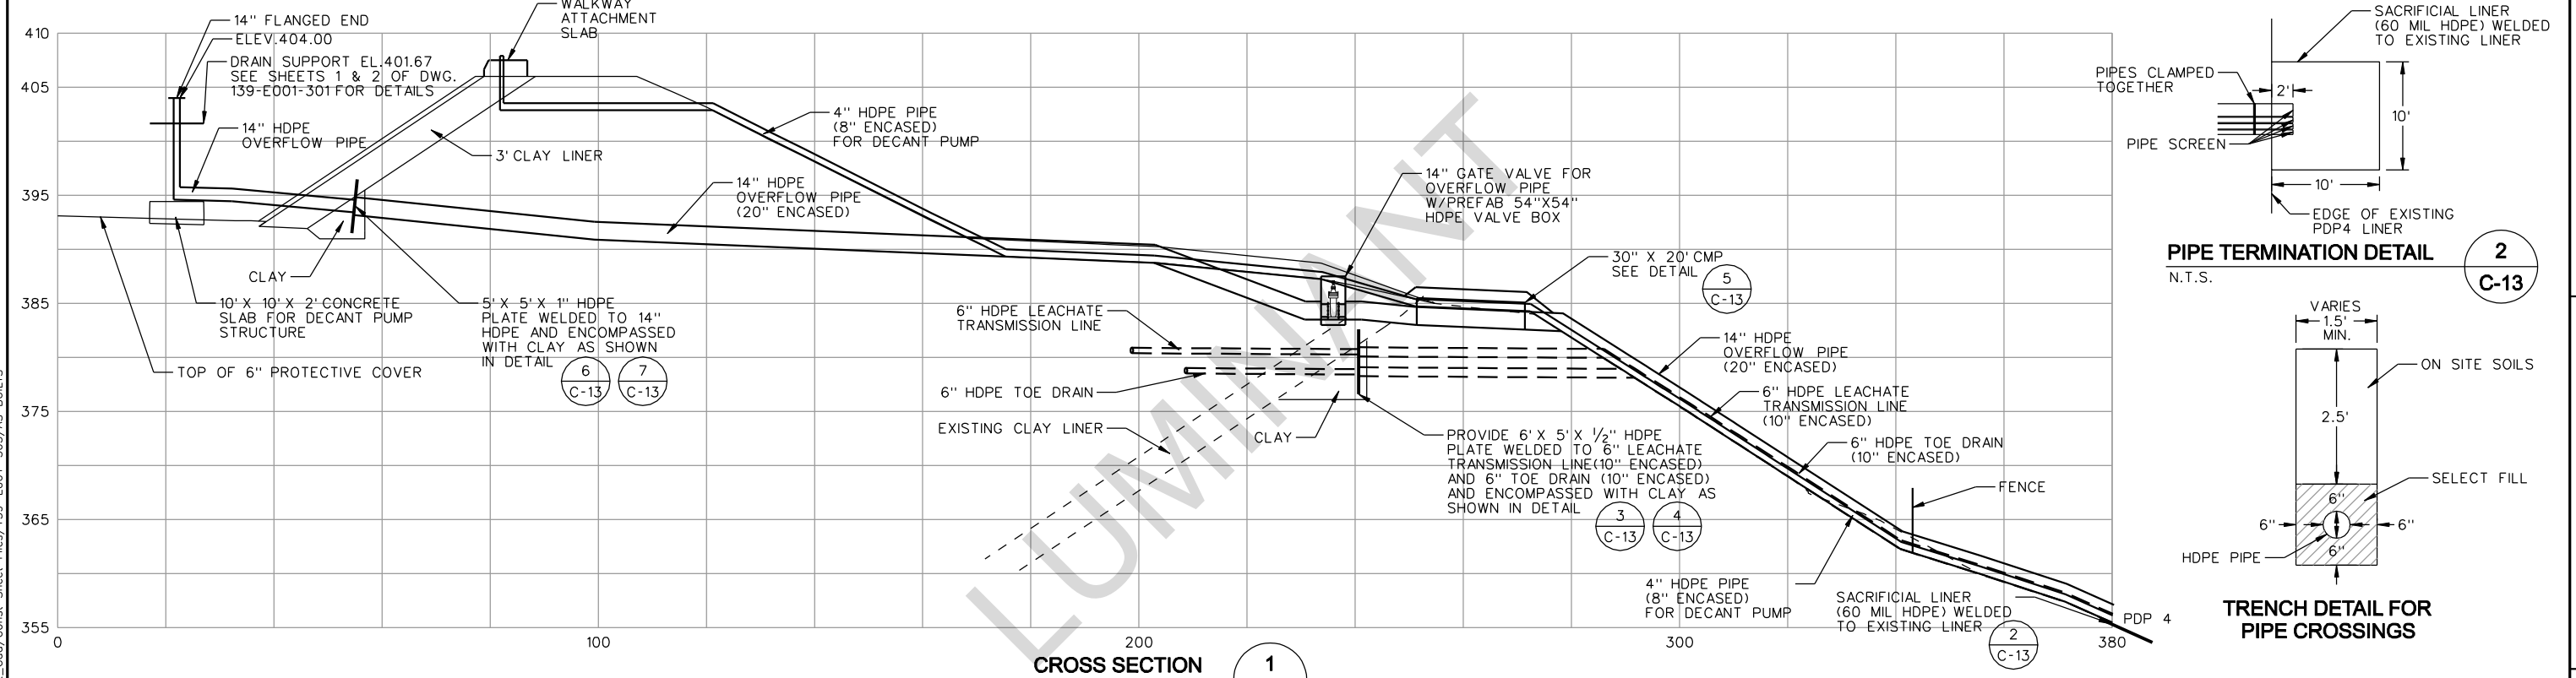 WALKWAY
ATTACHMENT
SLAB
14" FLANGED END
ELEV.404.00
DRAIN SUPPORT EL.401.67
SEE SHEETS 1 & 2 OF DWG.
139-E001-301 FOR DETAILS
14" HDPE
OVERFLOW PIPE
3' CLAY LINER
4" HDPE PIPE
(8" ENCASED)
FOR DECANT PUMP
14" HDPE
OVERFLOW PIPE
(20" ENCASED)
14" GATE VALVE FOR
OVERFLOW PIPE
W/PREFAB 54"X54"
HDPE VALVE BOX
30" X 20' CMP
SEE DETAIL
5
C-13
CLAY
10' X 10' X 2' CONCRETE
SLAB FOR DECANT PUMP
STRUCTURE
TOP OF 6" PROTECTIVE COVER
5' X 5' X 1" HDPE
PLATE WELDED TO 14"
HDPE AND ENCOMPASSED
WITH CLAY AS SHOWN
IN DETAIL
6
C-13
7
C-13
6" HDPE LEACHATE
TRANSMISSION LINE
6" HDPE TOE DRAIN
EXISTING CLAY LINER
CLAY
PROVIDE 6' X 5' X 1/2" HDPE
PLATE WELDED TO 6" LEACHATE
TRANSMISSION LINE(10" ENCASED)
AND 6" TOE DRAIN (10" ENCASED)
AND ENCOMPASSED WITH CLAY AS
SHOWN IN DETAIL
3
C-13
4
C-13
14" HDPE
OVERFLOW PIPE
(20" ENCASED)
6" HDPE LEACHATE
TRANSMISSION LINE
(10" ENCASED)
6" HDPE TOE DRAIN
(10" ENCASED)
FENCE
4" HDPE PIPE
(8" ENCASED)
FOR DECANT PUMP
SACRIFICIAL LINER
(60 MIL HDPE) WELDED
TO EXISTING LINER
2
C-13
PDP 4
410
405
395
385
375
365
355
0
100
200
300
380
LUMINANT
CROSS SECTION
1
SACRIFICIAL LINER
(60 MIL HDPE) WELDED
TO EXISTING LINER
PIPES CLAMPED
TOGETHER
2'
10'
PIPE SCREEN
10'
EDGE OF EXISTING
PDP4 LINER
PIPE TERMINATION DETAIL
N.T.S.
2
C-13
VARIES
1.5'
MIN.
ON SITE SOILS
2.5'
SELECT FILL
6"
6"
6"
HDPE PIPE
6"
TRENCH DETAIL FOR
PIPE CROSSINGS